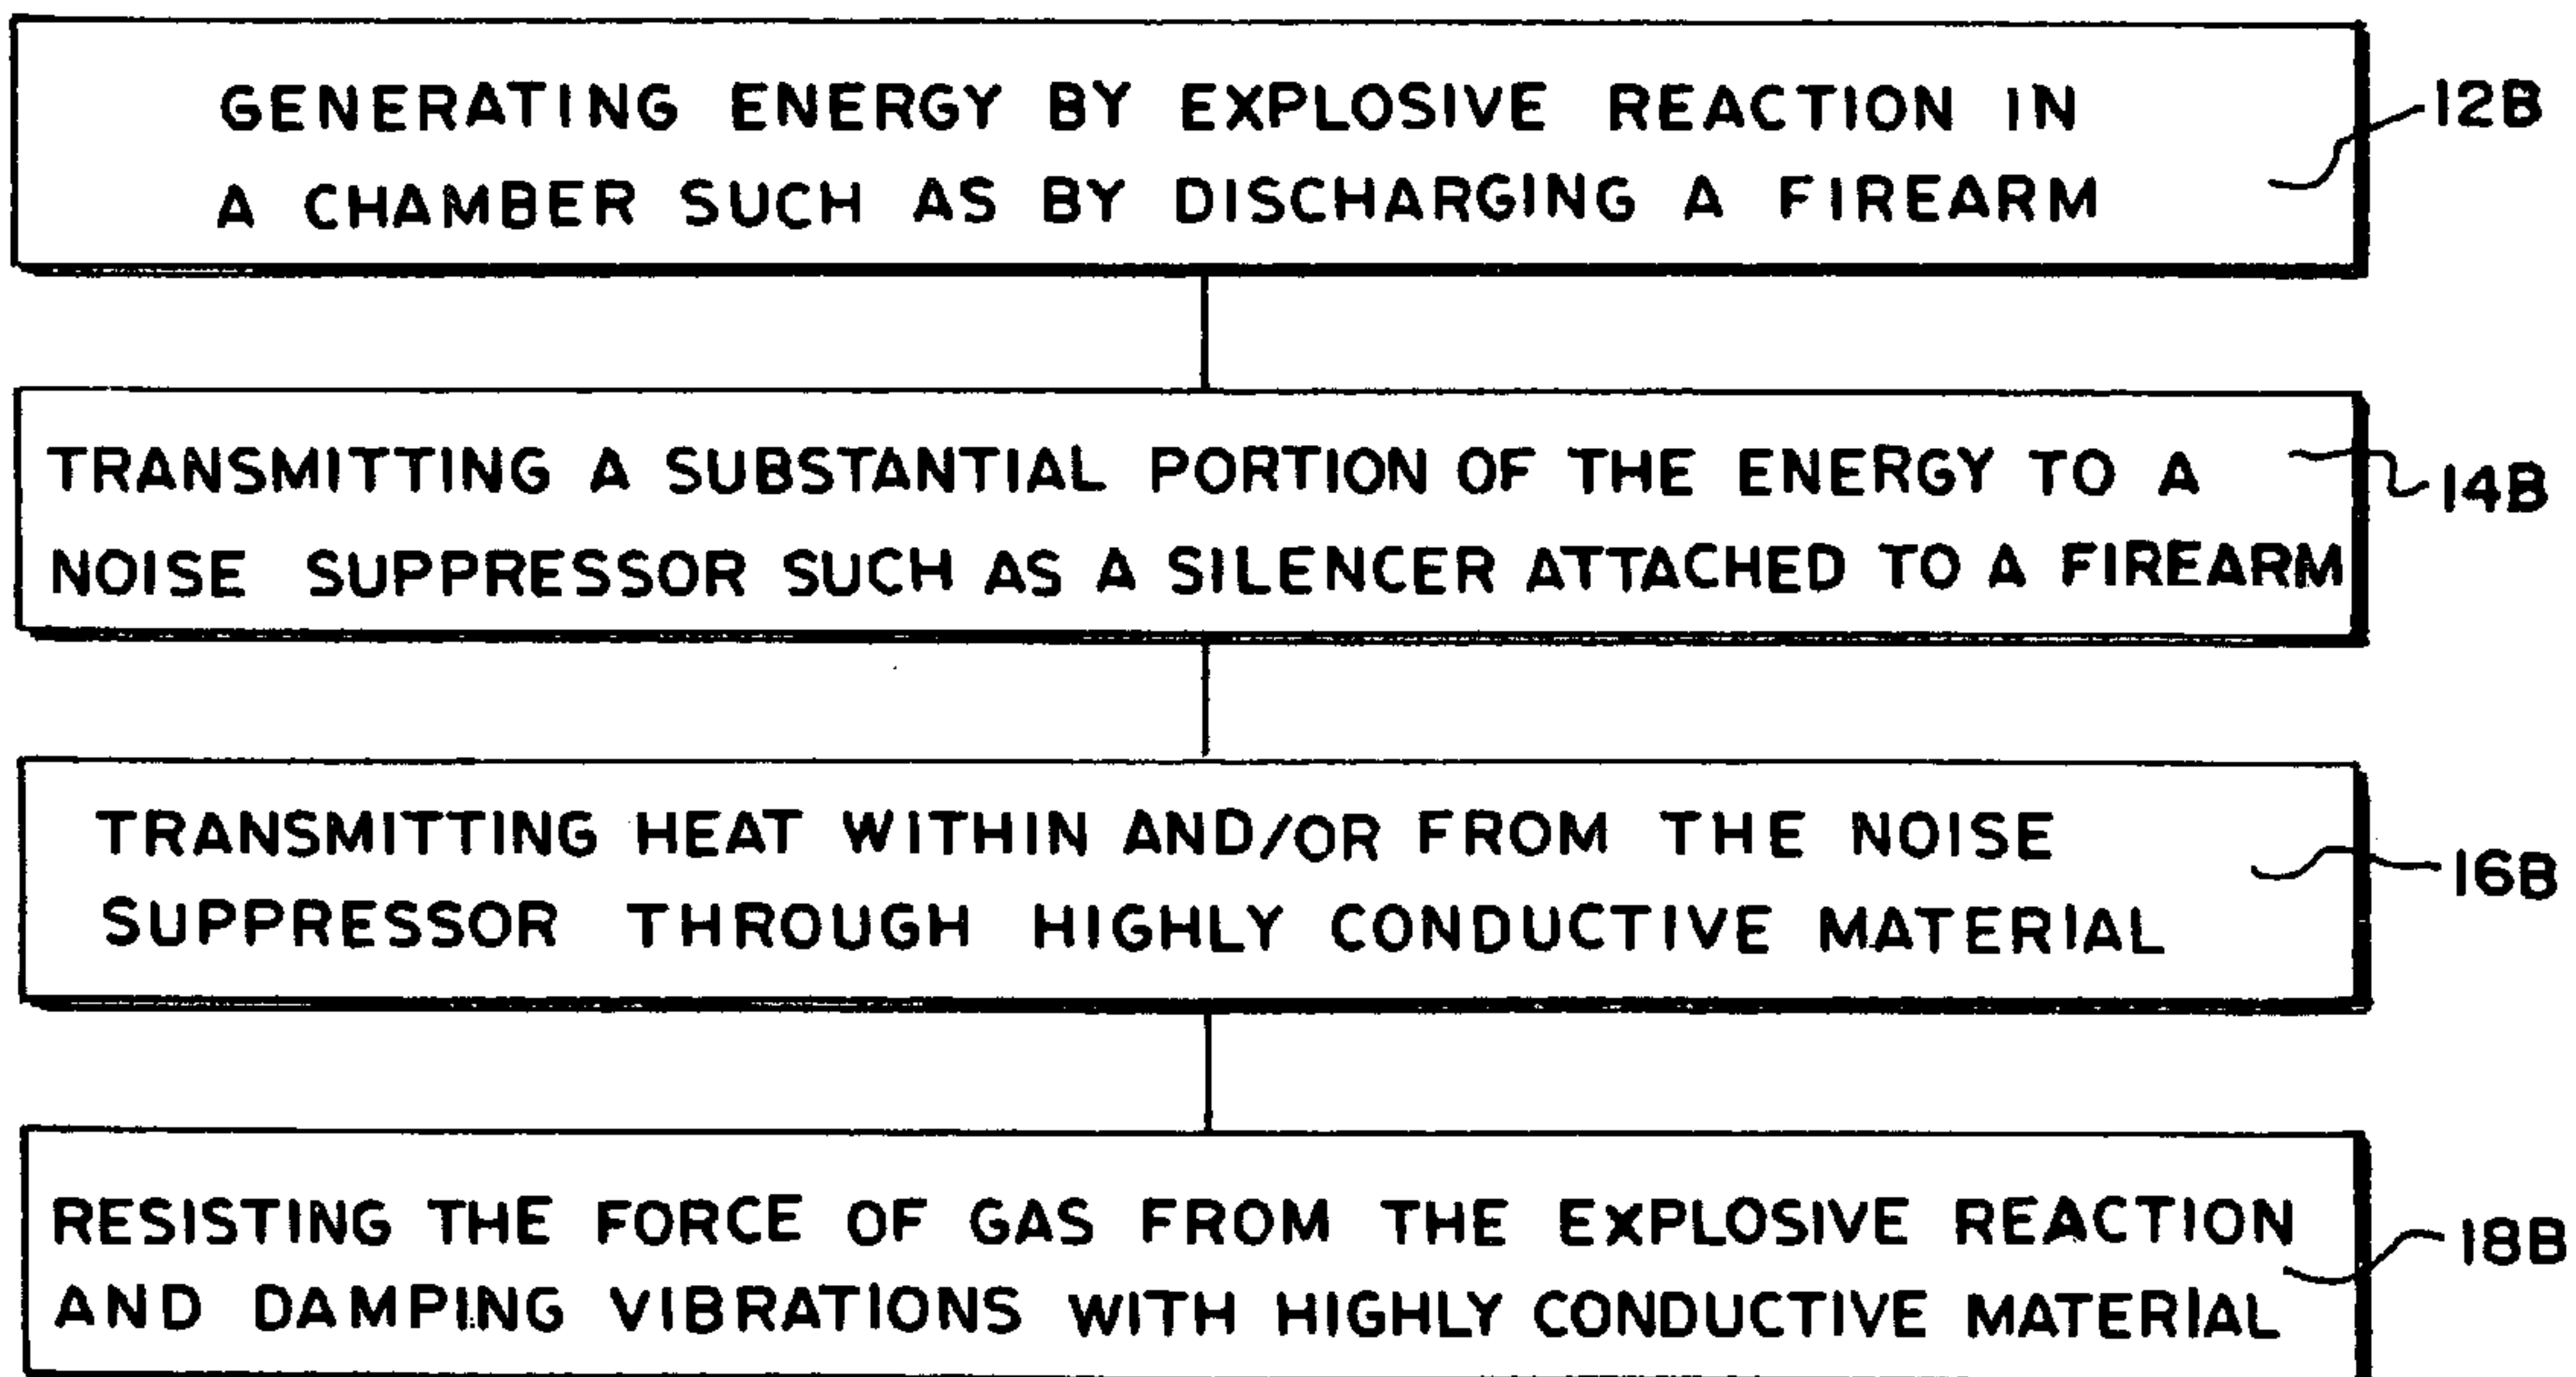 GENERATING ENERGY BY EXPLOSIVE REACTION IN
A CHAMBER SUCH AS BY DISCHARGING A FIREARM
12B
TRANSMITTING A SUBSTANTIAL PORTION OF THE ENERGY TO A
NOISE SUPPRESSOR SUCH AS A SILENCER ATTACHED TO A FIREARM
14B
TRANSMITTING HEAT WITHIN AND/OR FROM THE NOISE
SUPPRESSOR THROUGH HIGHLY CONDUCTIVE MATERIAL
16B
RESISTING THE FORCE OF GAS FROM THE EXPLOSIVE REACTION
AND DAMPING VIBRATIONS WITH HIGHLY CONDUCTIVE MATERIAL
18B